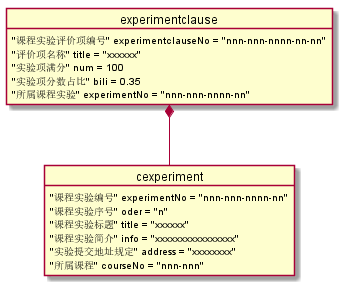 experimentclause
"课程实验评价项编号" experimentclauseNo = "nnn-nnn-nnnn-nn-nn"
"评价项名称" title = "xxxxx"
"实验项满分" num = 100
"实验项分数占比" bili = 0.35
"所属课程实验" experimentNo = "nnn-nnn-nnnn-nn"
cexperiment
"课程实验编号" experimentNo = "nnn-nnn-nnnn-nn"
"课程实验序号" oder = "n"
"课程实验标题" title = "xxxxx"
"课程实验简介" info = "xxxxxxxxxxxxxxx"
"实验提交地址规定" address = "xxxxxxx"
"所属课程" courseNo = "nnn-nnn"